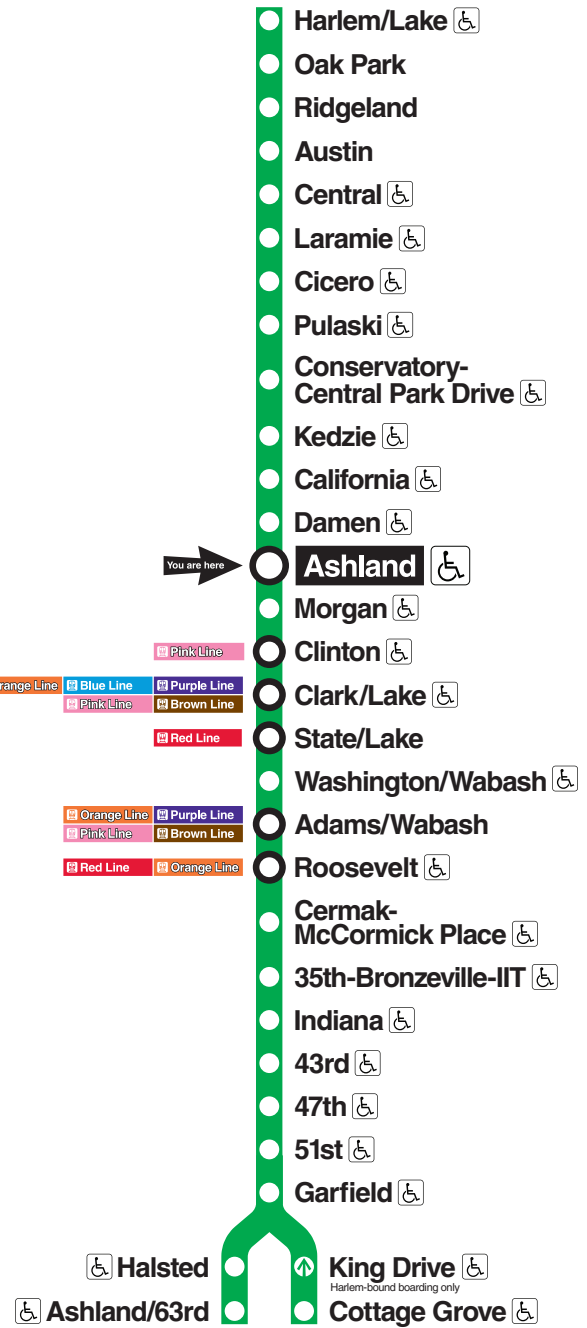 Harlem/Lake
Oak Park
Ridgeland
Austin
Central
Laramie
Cicero
Pulaski
Conservatory-
Central Park Drive
Kedzie
California
Damen
You are here Ashland
Morgan
Pink Line Clinton
range Line Blue Line Purple Line
Pink Line Brown Line
Clark/Lake
Red Line State/Lake
Washington/Wabash
Orange Line Purple Line
Pink Line Brown Line
Adams/Wabash
Red Line Orange Line Roosevelt
Cermak-
McCormick Place
35th-Bronzeville-IIT
Indiana
43rd
47th
51st
Garfield
Halsted King Drive
Harlem-bound boarding only
Ashland/63rd Cottage Grove